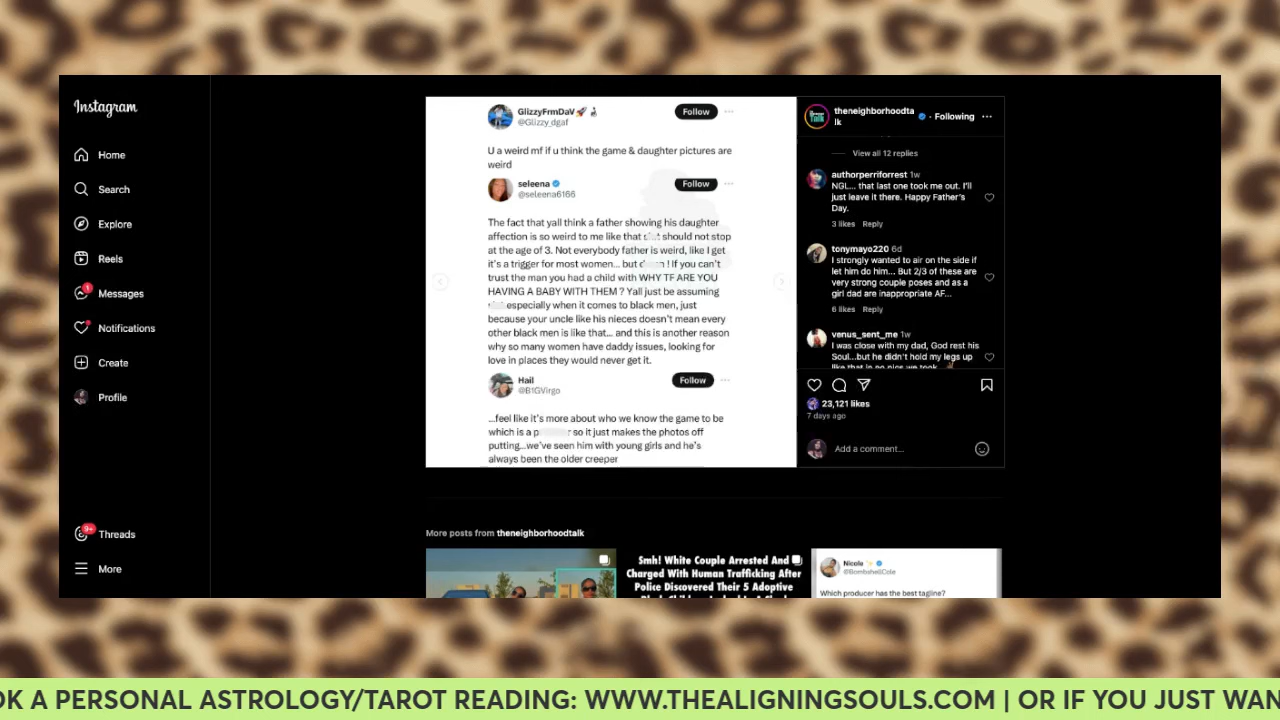 Instagram
Home
Search
Explore
Reels
1
Messages
Notifications
Create
Profile
9+
Threads
More
GlizzyFrmDaV🚀
@Glizzy_dgaf
Follow
U a weird mf if u think the game & daughter pictures are
weird
seleena
@seleena6166
Follow
The fact that yall think a father showing his daughter
affection is so weird to me like that should not stop
at the age of 3. Not everybody father is weird, like I get
it's a trigger for most women... but ! If you can't
trust the man you had a child with WHY TF ARE YOU
HAVING A BABY WITH THEM ? Yall just be assuming
especially when it comes to black men, just
because your uncle like his nieces doesn't mean every
other black men is like that... and this is another reason
why so many women have daddy issues, looking for
love in places they would never get it.
Hail
@B1GVirgo
Follow
...feel like it's more about who we know the game to be
which is a so it just makes the photos off
putting...we've seen him with young girls and he's
always been the older creeper
theneighborhoodta
lk
• Following
View all 12 replies
authorperriforrest 1w
NGL... that last one took me out. I'll
just leave it there. Happy Father's
Day.
3 likes Reply
tonymayo220 6d
I strongly wanted to air on the side if
let him do him... But 2/3 of these are
very strong couple poses and as a
girl dad are inappropriate AF...
6 likes Reply
venus_sent_me 1w
I was close with my dad, God rest his
Soul...but he didn't hold my legs up
like that in no pics we took
23,121 likes
7 days ago
Add a comment...
More posts from theneighborhoodtalk
Smh! White Couple Arrested And
Charged With Human Trafficking After
Police Discovered Their 5 Adoptive
Nicole
@BombshellCole
Which producer has the best tagline?
OK A PERSONAL ASTROLOGY/TAROT READING: WWW.THEALIGNINGSOULS.COM | OR IF YOU JUST WAN